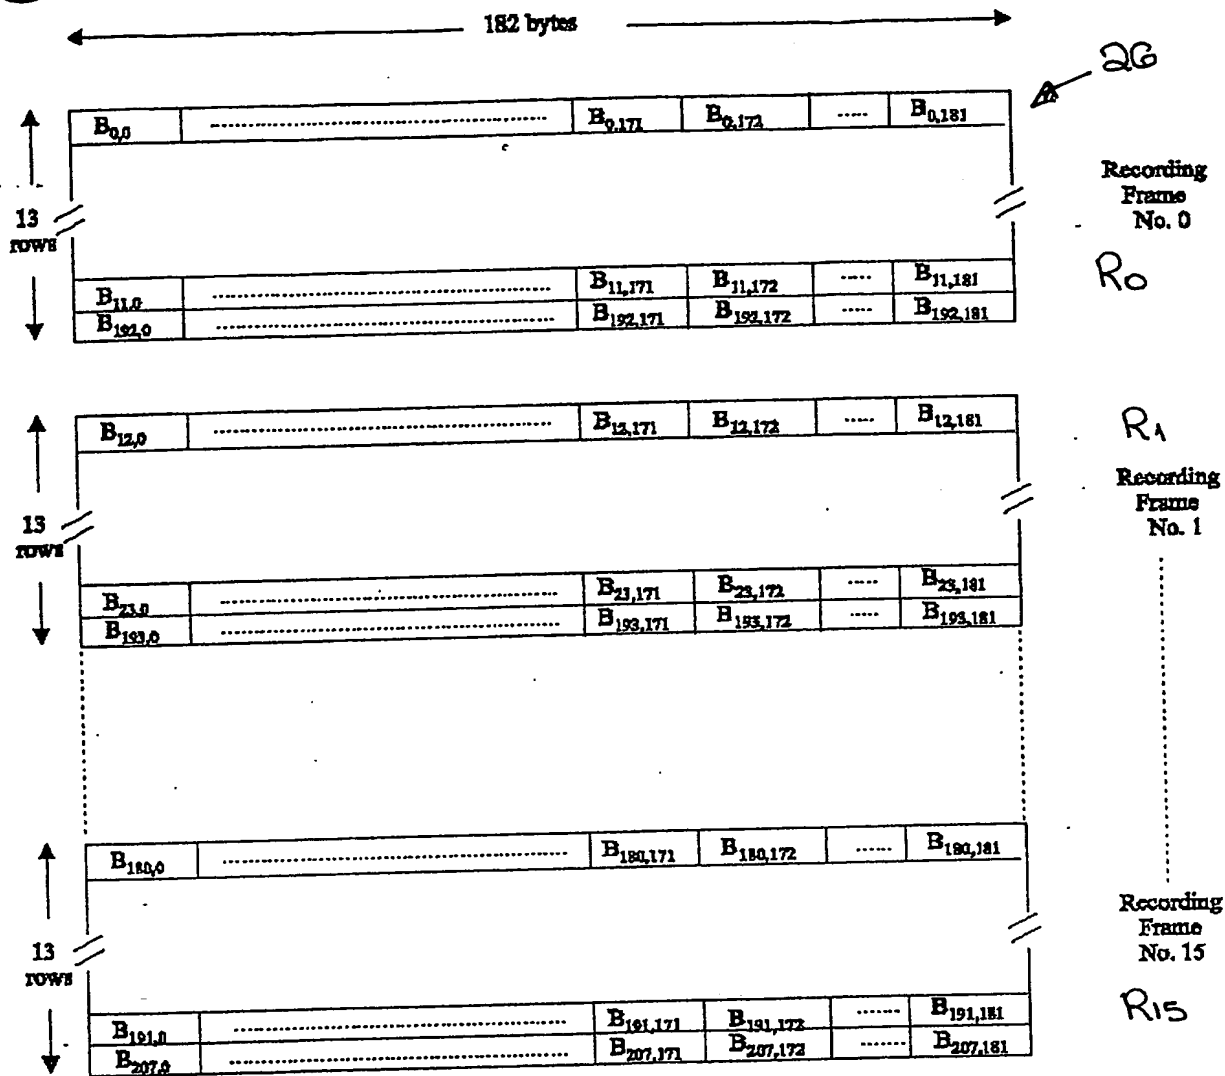 182 bytes
26
B0,0 ........ B0,171 B0,172 ..... B0,181
Recording
Frame
No. 0
13
rows
R0
B11,0 ........ B11,171 B11,172 ..... B11,181
B192,0 ........ B192,171 B192,172 ..... B192,181
B12,0 ........ B12,171 B12,172 ..... B12,181
R1
Recording
Frame
No. 1
13
rows
B23,0 ........ B23,171 B23,172 ..... B23,181
B193,0 ........ B193,171 B193,172 ..... B193,181
B180,0 ........ B180,171 B180,172 ..... B180,181
Recording
Frame
No. 15
13
rows
R15
B191,0 ........ B191,171 B191,172 ..... B191,181
B207,0 ........ B207,171 B207,172 ..... B207,181